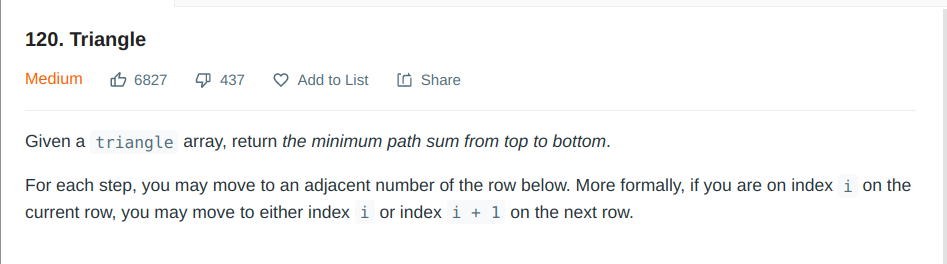 120. Triangle
Medium 6827 437 Add to List Share
Given a triangle array, return the minimum path sum from top to bottom.
For each step, you may move to an adjacent number of the row below. More formally, if you are on index i on the
current row, you may move to either index i or index i + 1 on the next row.